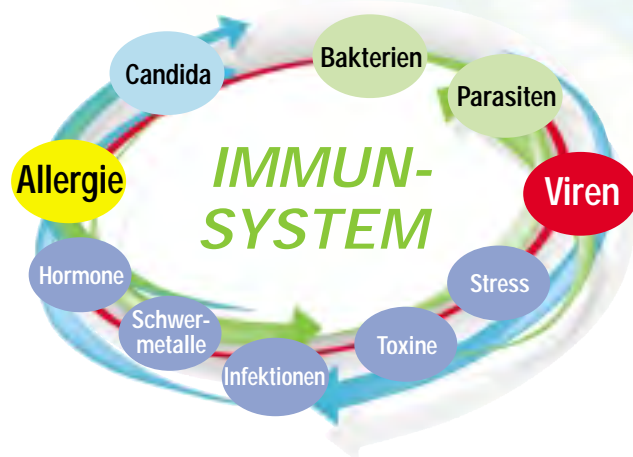 Bakterien
Candida
Parasiten
Allergie
IMMUN-
SYSTEM
Viren
Hormone
Stress
Schwer-
metalle
Toxine
Infektionen